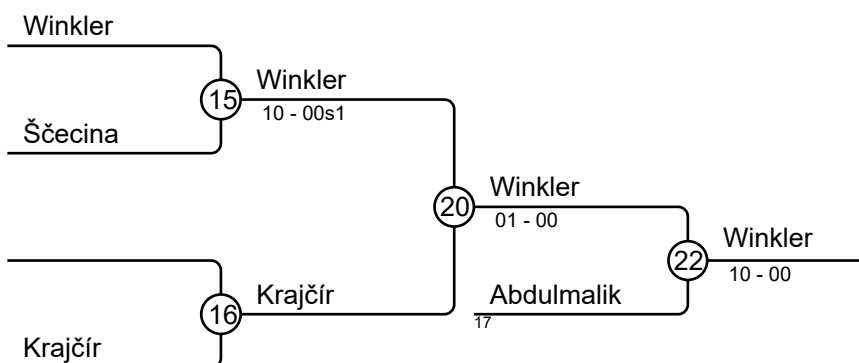 Winkler
15
Winkler
10 - 00s1
Ščecina
20
Winkler
01 - 00
22
Winkler
10 - 00
16
Krajčír
Abdulmalik
17
Krajčír